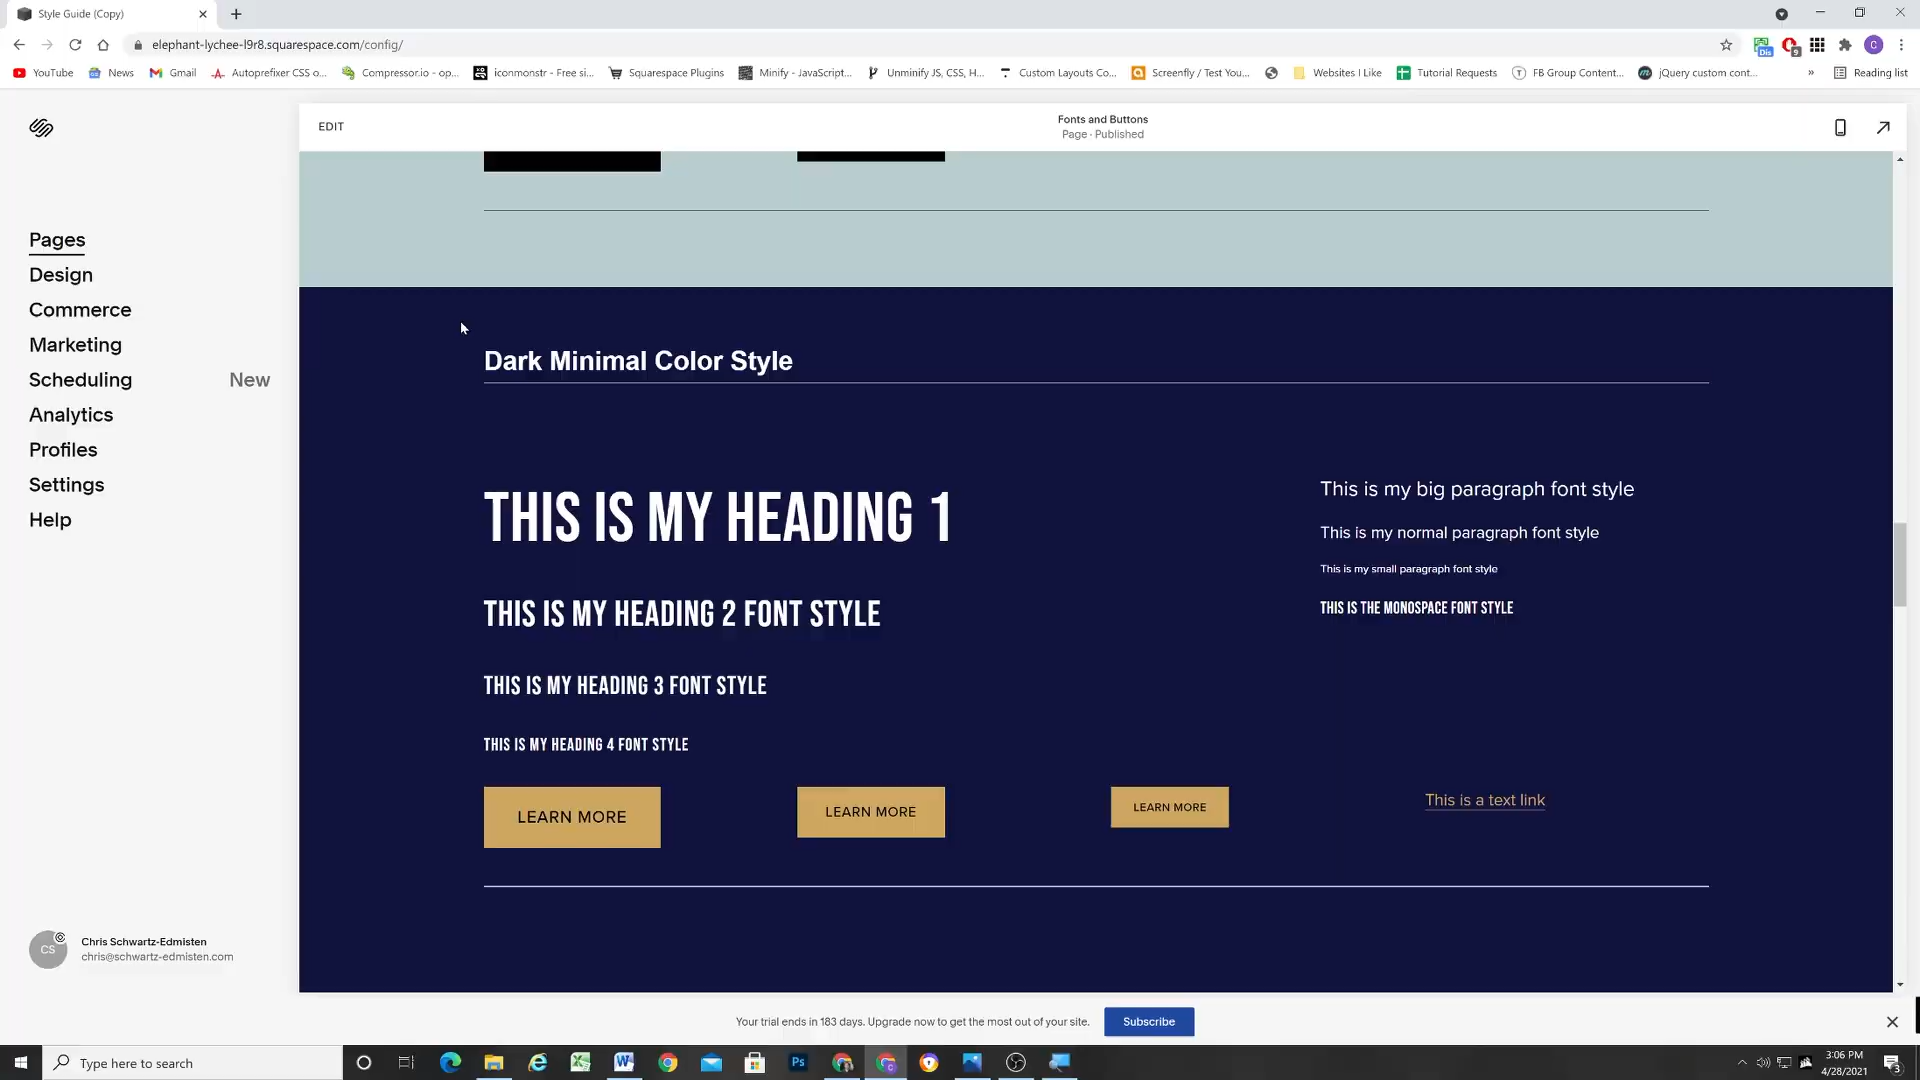 Style Guide (Copy)
elephant-lychee-l9r8.squarespace.com/config/
YouTube
News
Gmail
Autoprefixer CSS o...
Compressor.io - op...
iconmonstr - Free si...
Squarespace Plugins
Minify - JavaScript...
Unminify JS, CSS, H...
Custom Layouts Co...
Screenfly / Test You...
Websites I Like
Tutorial Requests
FB Group Content...
jQuery custom cont...
»
Reading list
Dis
9
C
EDIT
Fonts and Buttons
Page · Published
Pages
Design
Commerce
Marketing
Scheduling New
Analytics
Profiles
Settings
Help
Dark Minimal Color Style
THIS IS MY HEADING 1
THIS IS MY HEADING 2 FONT STYLE
THIS IS MY HEADING 3 FONT STYLE
THIS IS MY HEADING 4 FONT STYLE
This is my big paragraph font style
This is my normal paragraph font style
This is my small paragraph font style
THIS IS THE MONOSPACE FONT STYLE
LEARN MORE
LEARN MORE
LEARN MORE
This is a text link
CS
Chris Schwartz-Edmisten
chris@schwartz-edmisten.com
Your trial ends in 183 days. Upgrade now to get the most out of your site.
Subscribe
Type here to search
3:06 PM
4/28/2021
3